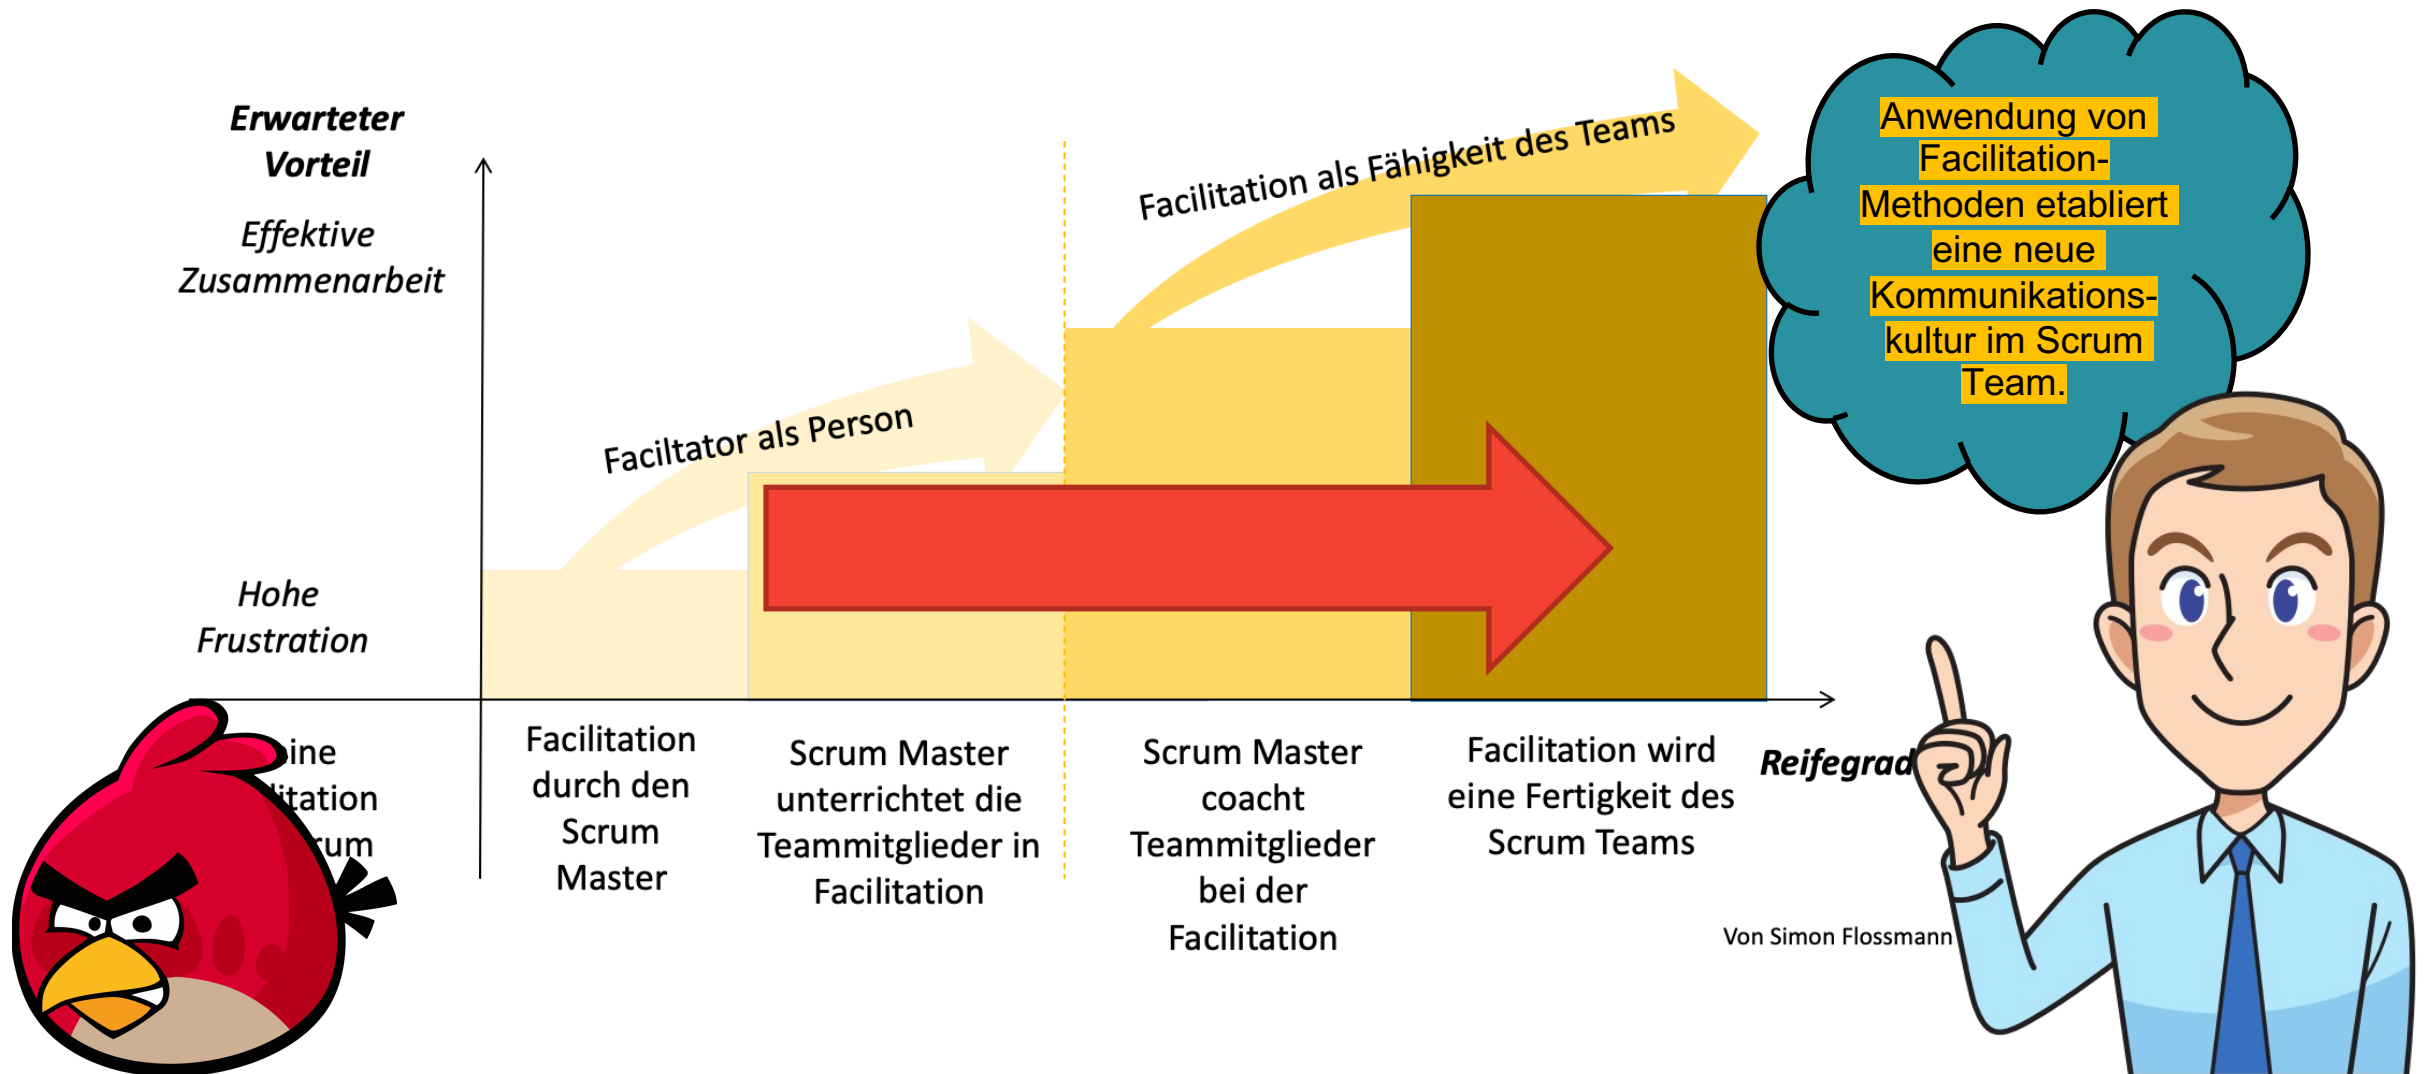 Erwarteter
Vorteil
Effektive
Zusammenarbeit
Hohe
Frustration
Faciltator als Person
Facilitation als Fähigkeit des Teams
Anwendung von
Facilitation-
Methoden etabliert
eine neue
Kommunikations-
kultur im Scrum
Team.
Facilitation
durch den
Scrum
Master
Scrum Master
unterrichtet die
Teammitglieder in
Facilitation
Scrum Master
coacht
Teammitglieder
bei der
Facilitation
Facilitation wird
eine Fertigkeit des
Scrum Teams
Reifegrad
Von Simon Flossmann